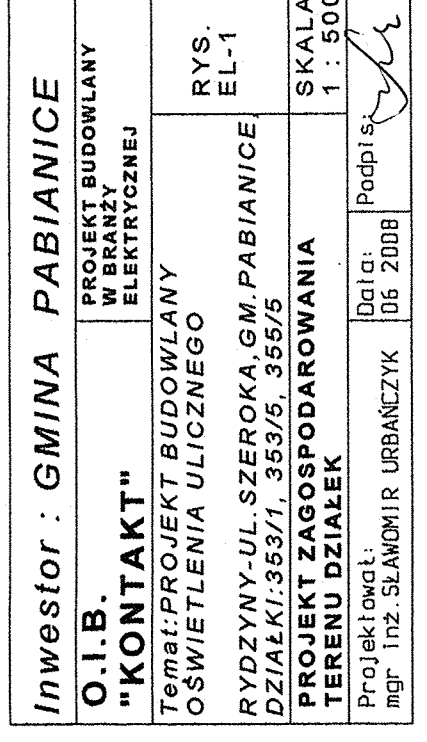 Inwestor : GMINA PABIANICE
O.I.B.
"KONTAKT"
PROJEKT BUDOWLANY
W BRANŻY
ELEKTRYCZNEJ
Temat:PROJEKT BUDOWLANY
OŚWIETLENIA ULICZNEGO
RYDZYNY-UL.SZEROKA,GM.PABIANICE,
DZIAŁKI:353/1, 353/5, 355/5
RYS.
EL-1
PROJEKT ZAGOSPODAROWANIA
TERENU DZIAŁEK
SKALA
1 : 500
Projektował:
mgr inż.SŁAWOMIR URBAŃCZYK
Data:
06 2008
Podpis: